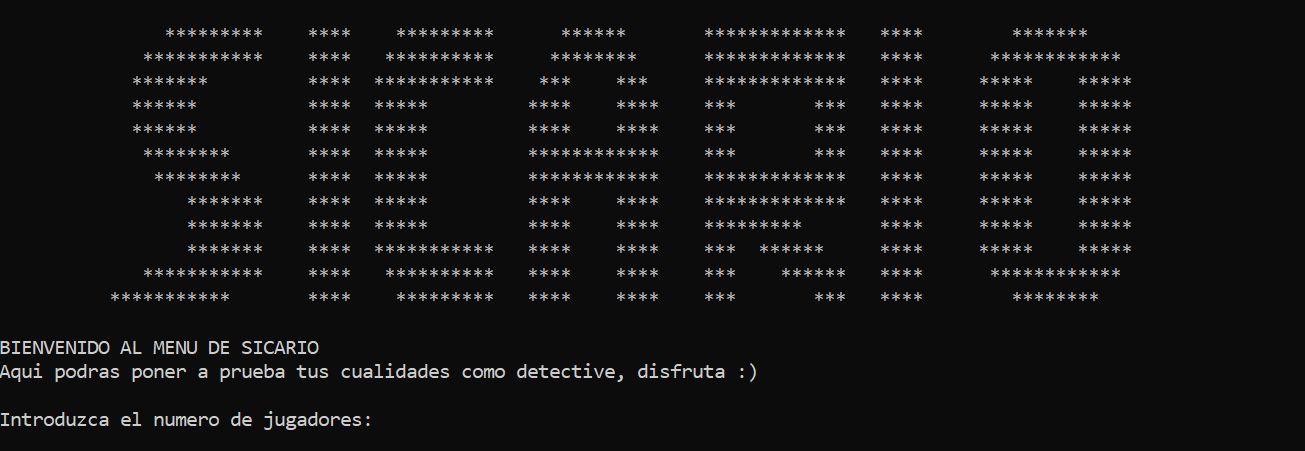 SICARIO
BIENVENIDO AL MENU DE SICARIO
Aqui podras poner a prueba tus cualidades como detective, disfruta :)
Introduzca el numero de jugadores: